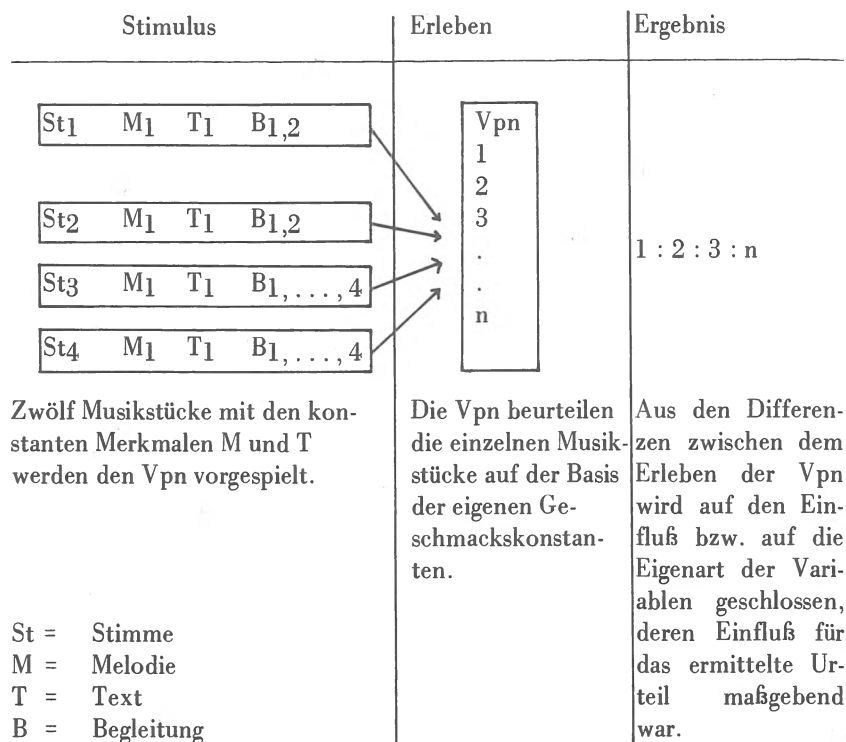 Stimulus Erleben Ergebnis
St1 M1 T1 B1,2
St2 M1 T1 B1,2
St3 M1 T1 B1, . . . , 4
St4 M1 T1 B1, . . . , 4
Vpn
1
2
3
.
.
n
1 : 2 : 3 : n
Zwölf Musikstücke mit den kon-
stanten Merkmalen M und T
werden den Vpn vorgespielt.
St = Stimme
M = Melodie
T = Text
B = Begleitung
Die Vpn beurteilen
die einzelnen Musik-
stücke auf der Basis
der eigenen Ge-
schmackskonstan-
ten.
Aus den Differen-
zen zwischen dem
Erleben der Vpn
wird auf den Ein-
fluß bzw. auf die
Eigenart der Vari-
ablen geschlossen,
deren Einfluß für
das ermittelte Ur-
teil maßgebend
war.